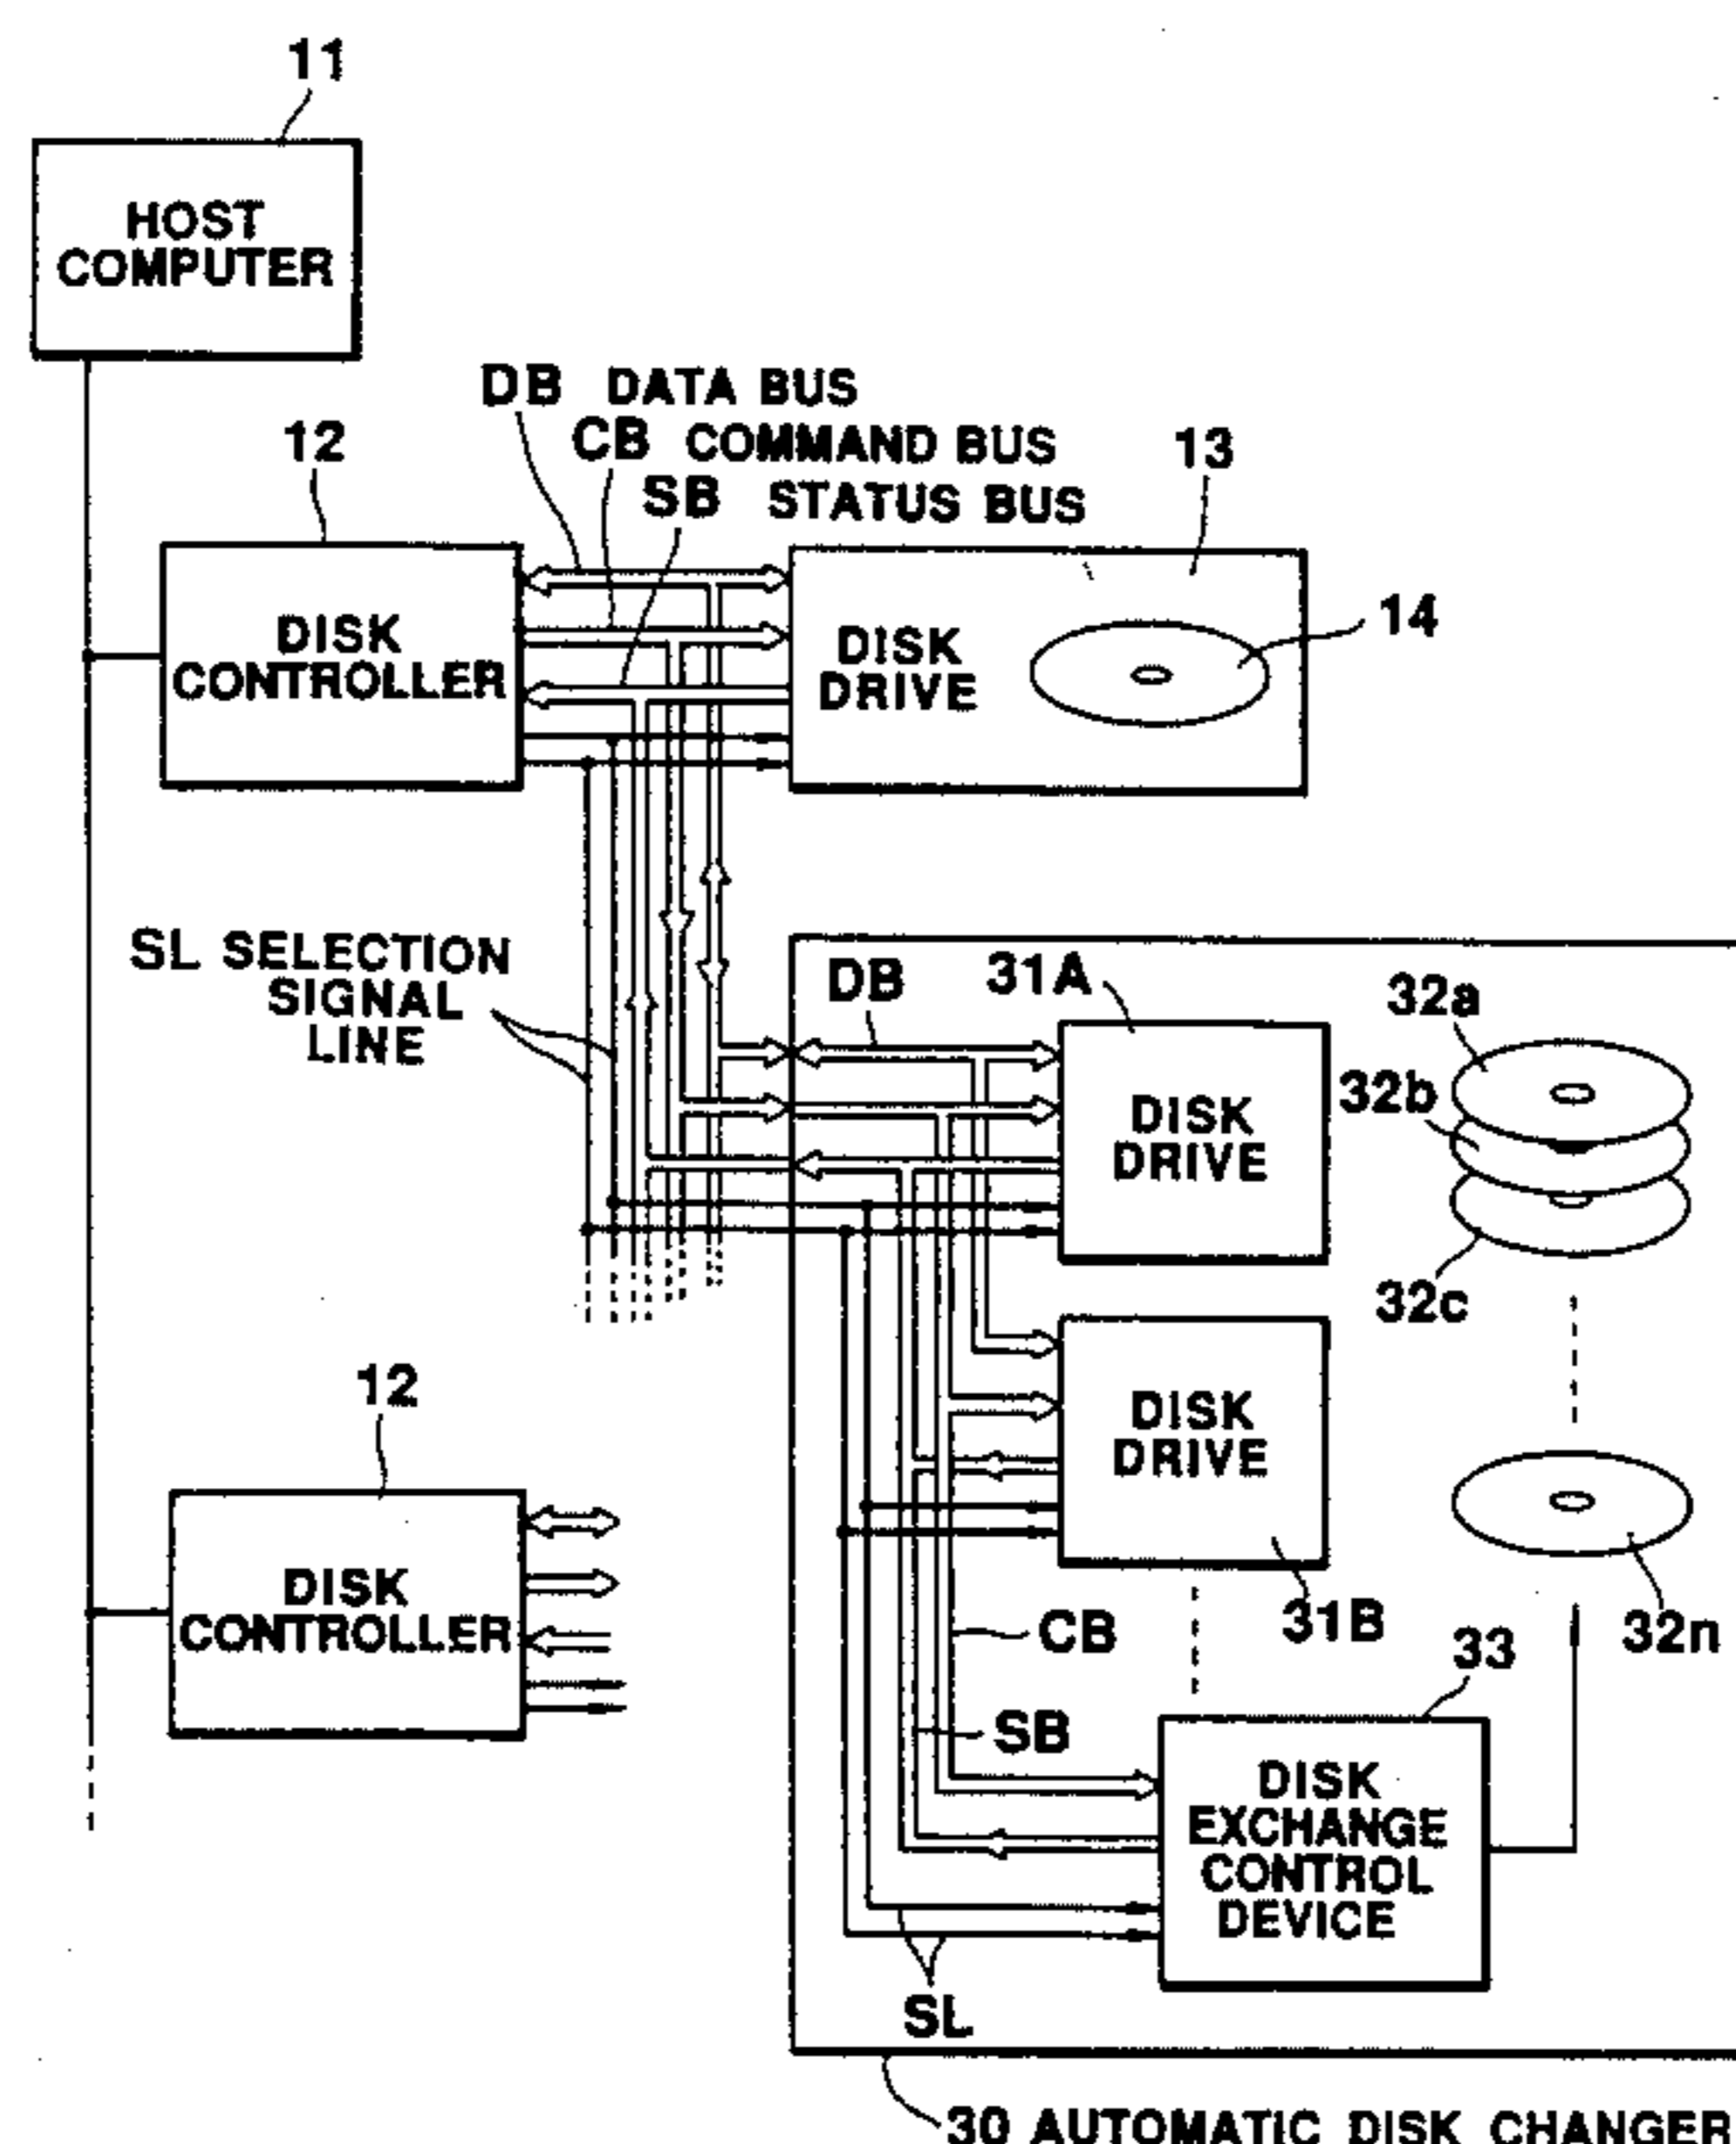 11
HOST
COMPUTER
DB DATA BUS
CB COMMAND BUS
SB STATUS BUS
12
13
DISK
CONTROLLER
DISK
DRIVE
14
SL SELECTION
SIGNAL
LINE
DB
31A
32a
32b
DISK
DRIVE
32c
12
DISK
DRIVE
DISK
CONTROLLER
CB
31B
32n
33
SB
DISK
EXCHANGE
CONTROL
DEVICE
SL
30 AUTOMATIC DISK CHANGER